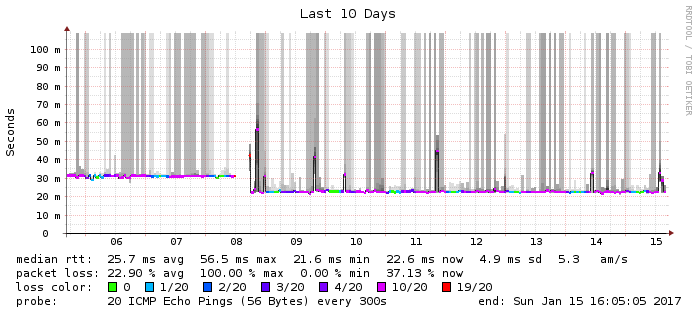 Last 10 Days
RRDTOOL / TOBI OETIKER
Seconds
100 m
90 m
80 m
70 m
60 m
50 m
40 m
30 m
20 m
10 m
0
06 07 08 09 10 11 12 13 14 15
median rtt: 25.7 ms avg 56.5 ms max 21.6 ms min 22.6 ms now 4.9 ms sd 5.3 am/s
packet loss: 22.90 % avg 100.00 % max 0.00 % min 37.13 % now
loss color: 0 1/20 2/20 3/20 4/20 10/20 19/20
probe: 20 ICMP Echo Pings (56 Bytes) every 300s end: Sun Jan 15 16:05:05 2017